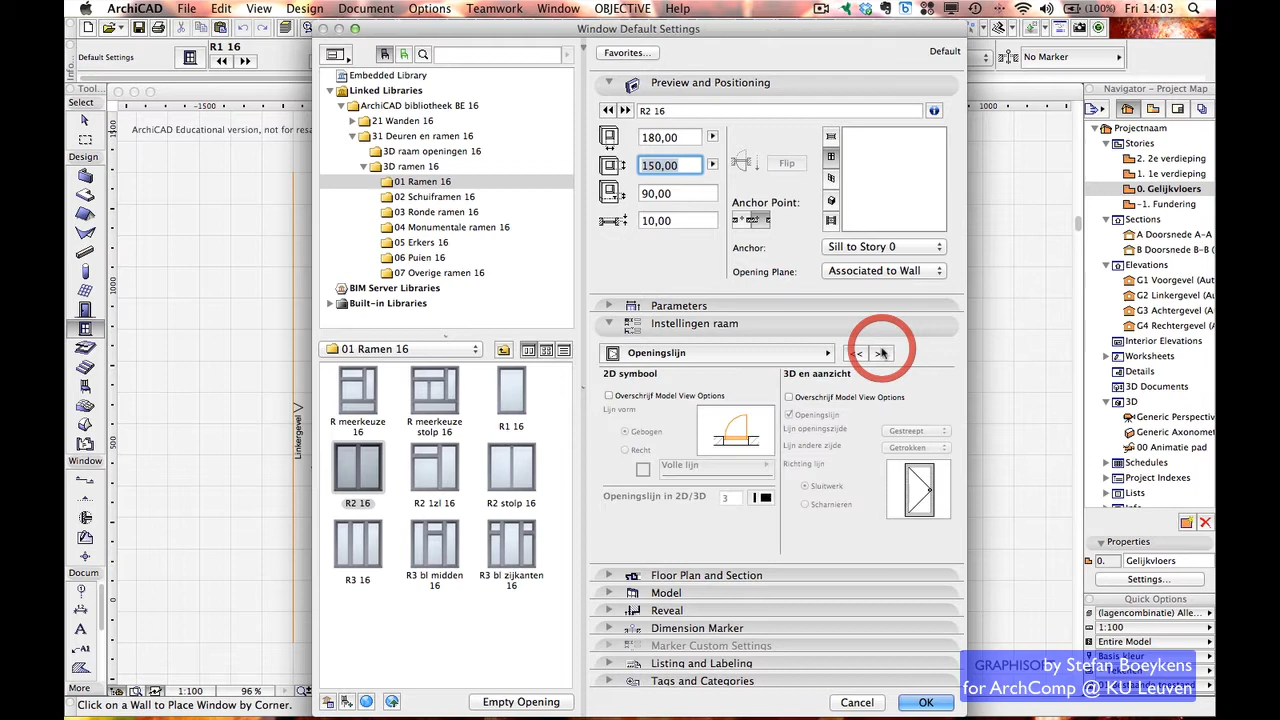 ArchiCAD File Edit View Design Document Options Teamwork Window OBJECTIVE Help
(100%) Fri 14:03
Window Default Settings
R1 16
Default Settings
No Marker
Favorites...
Default
Tool...
Select
Design
Window
Docum
More
-1500
1000
ArchiCAD Educational version, not for resa
Linkergevel
1000
500
0
Embedded Library
Linked Libraries
ArchiCAD bibliotheek BE 16
21 Wanden 16
31 Deuren en ramen 16
3D raam openingen 16
3D ramen 16
01 Ramen 16
02 Schuiframen 16
03 Ronde ramen 16
04 Monumentale ramen 16
05 Erkers 16
06 Puien 16
07 Overige ramen 16
BIM Server Libraries
Built-in Libraries
01 Ramen 16
R meerkeuze 16
R meerkeuze stolp 16
R1 16
R2 16
R2 1zl 16
R2 stolp 16
R3 16
R3 bl midden 16
R3 bl zijkanten 16
Empty Opening
Preview and Positioning
R2 16
180,00
150,00
90,00
10,00
Flip
Anchor Point:
Anchor:
Sill to Story 0
Opening Plane:
Associated to Wall
Parameters
Instellingen raam
Openingslijn
<<
2D symbool
Overschrijf Model View Options
Lijn vorm
Gebogen
Recht
Volle lijn
Openingslijn in 2D/3D
3
3D en aanzicht
Overschrijf Model View Options
Openingslijn
Lijn openingszijde
Gestreept
Lijn andere zijde
Getrokken
Richting lijn
Sluitwerk
Scharnieren
Floor Plan and Section
Model
Reveal
Dimension Marker
Marker Custom Settings
Listing and Labeling
Tags and Categories
Cancel
OK
Navigator - Project Map
Projectnaam
Stories
2. 2e verdieping
1. 1e verdieping
0. Gelijkvloers
-1. Fundering
Sections
A Doorsnede A-A
B Doorsnede B-B
Elevations
G1 Voorgevel (Aut
G2 Linkergevel (A
G3 Achtergevel (A
G4 Rechtergevel (
Interior Elevations
Worksheets
Details
3D Documents
3D
Generic Perspectiv
Generic Axonomet
00 Animatie pad
Schedules
Project Indexes
Lists
Properties
0.
Gelijkvloers
Settings...
Quick Options
(lagencombinatie) Alle...
1:100
Entire Model
1:100
96 %
Click on a Wall to Place Window by Corner.
by Stefan Boeykens
for ArchComp @ KU Leuven